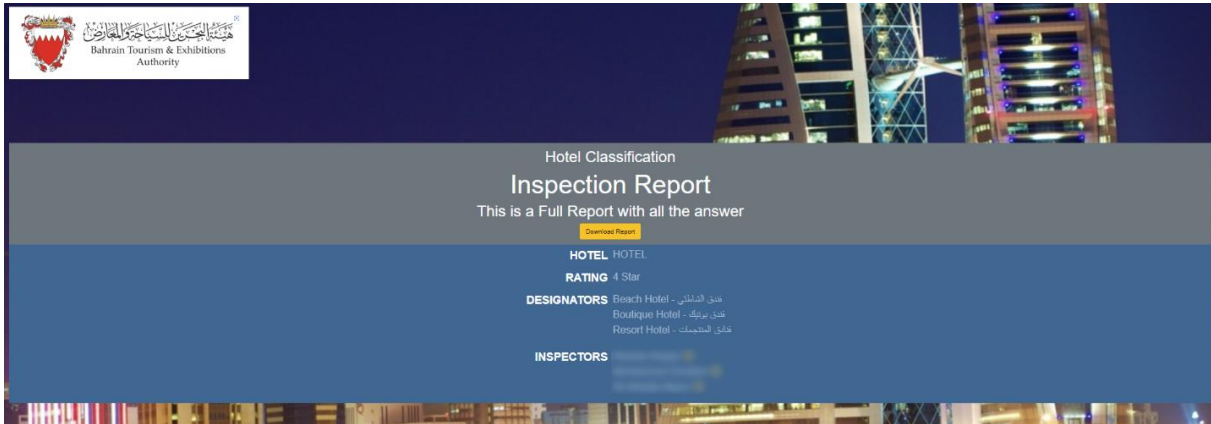 هيئة البحرين للسياحة والمعارض
Bahrain Tourism & Exhibitions
Authority
Hotel Classification
Inspection Report
This is a Full Report with all the answer
Download Report
HOTEL HOTEL
RATING 4 Star
DESIGNATORS Beach Hotel - فندق الشاطئي
Boutique Hotel - فندق بوتيك
Resort Hotel - فنادق المنتجعات
INSPECTORS